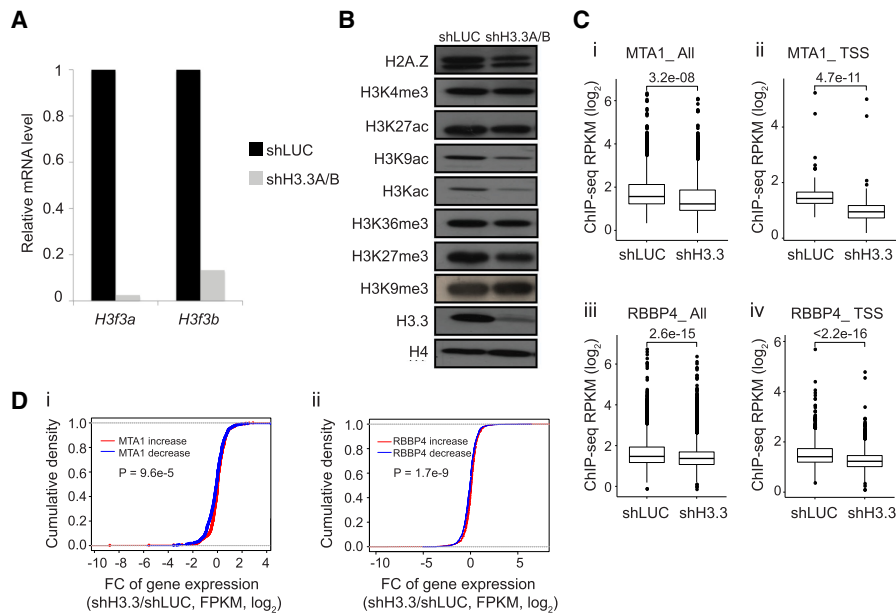 A
Relative mRNA level
1
0.8
0.6
0.4
0.2
0
H3f3a H3f3b
shLUC
shH3.3A/B
B
shLUC shH3.3A/B
H2A.Z
H3K4me3
H3K27ac
H3K9ac
H3Kac
H3K36me3
H3K27me3
H3K9me3
H3.3
H4
C
i MTA1_ All
3.2e-08
ChIP-seq RPKM (log2)
6
4
2
0
shLUC shH3.3
ii MTA1_ TSS
4.7e-11
ChIP-seq RPKM (log2)
4
2
0
shLUC shH3.3
iii RBBP4_ All
2.6e-15
ChIP-seq RPKM (log2)
6
4
2
0
shLUC shH3.3
iv RBBP4_ TSS
<2.2e-16
ChIP-seq RPKM (log2)
6
4
2
0
shLUC shH3.3
D
i
Cumulative density
1.0
0.8
0.6
0.4
0.2
0.0
MTA1 increase
MTA1 decrease
P = 9.6e-5
-10 -8 -6 -4 -2 0 2 4
FC of gene expression
(shH3.3/shLUC, FPKM, log2)
ii
Cumulative density
1.0
0.8
0.6
0.4
0.2
0.0
RBBP4 increase
RBBP4 decrease
P = 1.7e-9
-10 -5 0 5
FC of gene expression
(shH3.3/shLUC, FPKM, log2)